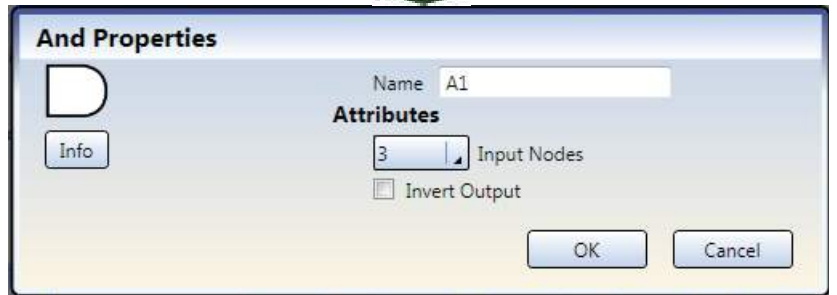 And Properties
Name A1
Attributes
Info
3 Input Nodes
Invert Output
OK Cancel